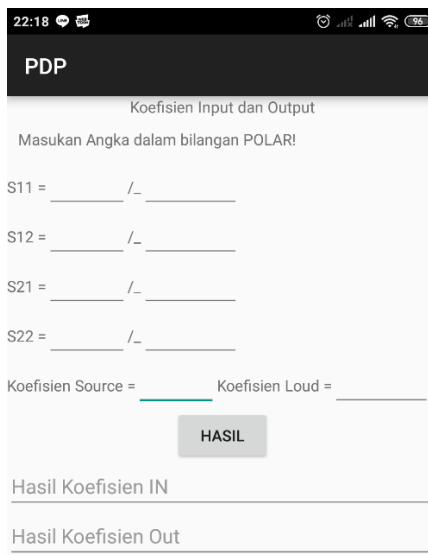 22:18 96
PDP
Koefisien Input dan Output
Masukan Angka dalam bilangan POLAR!
S11 = /_
S12 = /_
S21 = /_
S22 = /_
Koefisien Source = Koefisien Loud =
HASIL
Hasil Koefisien IN
Hasil Koefisien Out